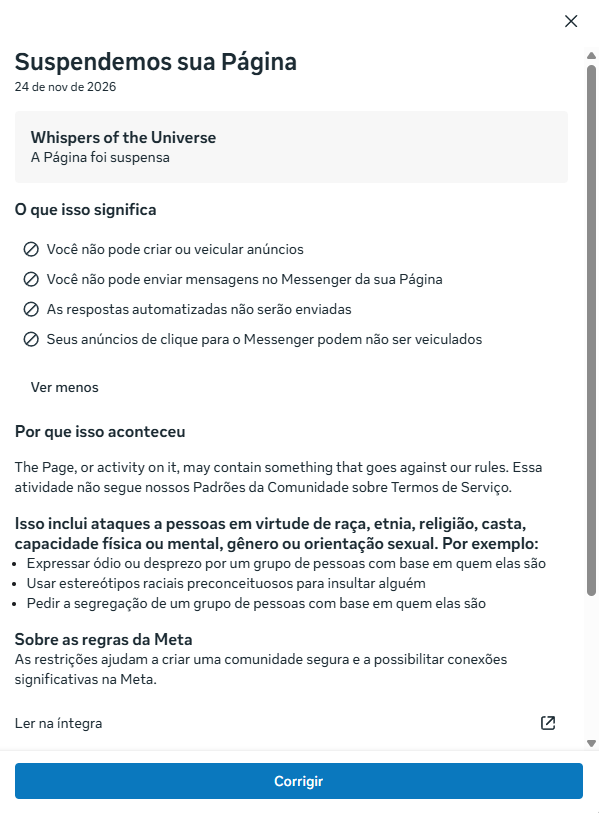 Suspendemos sua Página
24 de nov de 2026
Whispers of the Universe
A Página foi suspensa
O que isso significa
Você não pode criar ou veicular anúncios
Você não pode enviar mensagens no Messenger da sua Página
As respostas automatizadas não serão enviadas
Seus anúncios de clique para o Messenger podem não ser veiculados
Ver menos
Por que isso aconteceu
The Page, or activity on it, may contain something that goes against our rules. Essa
atividade não segue nossos Padrões da Comunidade sobre Termos de Serviço.
Isso inclui ataques a pessoas em virtude de raça, etnia, religião, casta,
capacidade física ou mental, gênero ou orientação sexual. Por exemplo:
• Expressar ódio ou desprezo por um grupo de pessoas com base em quem elas são
• Usar estereótipos raciais preconceituosos para insultar alguém
• Pedir a segregação de um grupo de pessoas com base em quem elas são
Sobre as regras da Meta
As restrições ajudam a criar uma comunidade segura e a possibilitar conexões
significativas na Meta.
Ler na íntegra
Corrigir